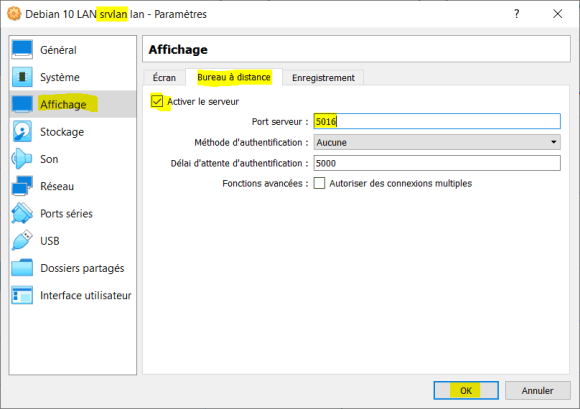 Debian 10 LAN srvlan lan - Paramètres
?
Général
Système
Affichage
Stockage
Son
Réseau
Ports séries
USB
Dossiers partagés
Interface utilisateur
Affichage
Écran Bureau à distance Enregistrement
Activer le serveur
Port serveur : 5016
Méthode d'authentification : Aucune
Délai d'attente d'authentification : 5000
Fonctions avancées : Autoriser des connexions multiples
OK Annuler